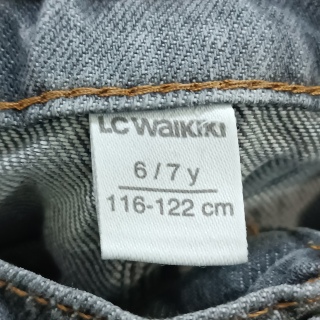 LC WAIKIKI
6 / 7 y
116-122 cm